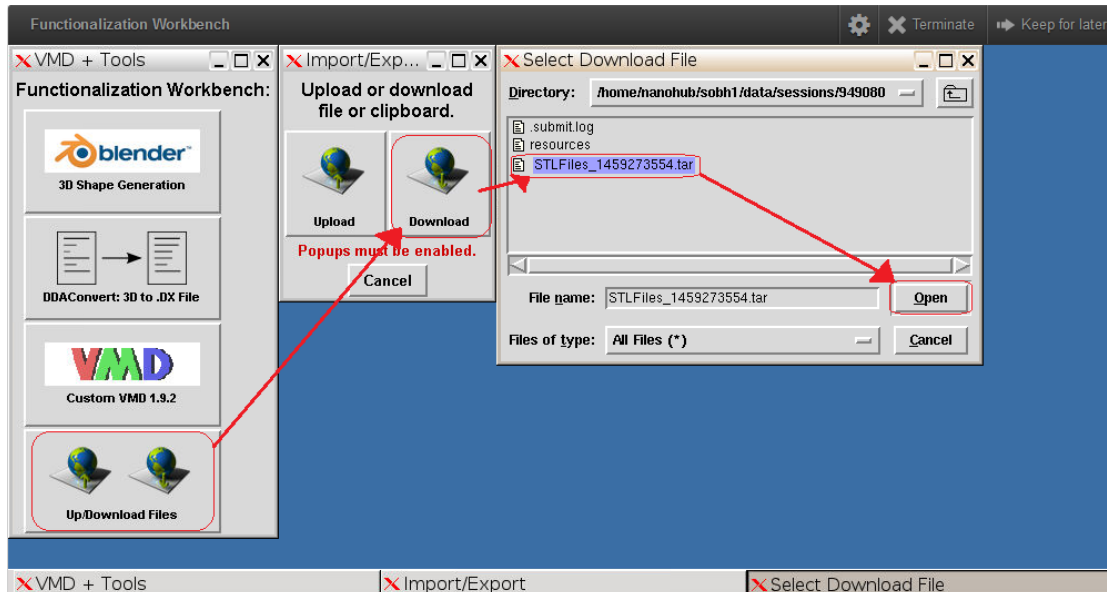 Functionalization Workbench
Terminate
Keep for later
VMD + Tools
Functionalization Workbench:
blender
3D Shape Generation
DDAConvert: 3D to .DX File
VMD
Custom VMD 1.9.2
Up/Download Files
Import/Exp...
Upload or download
file or clipboard.
Upload
Download
Popups must be enabled.
Cancel
Select Download File
Directory: /home/nanohub/sobh1/data/sessions/949080
.submit.log
resources
STLFiles_1459273554.tar
File name: STLFiles_1459273554.tar
Open
Files of type: All Files (*)
Cancel
VMD + Tools
Import/Export
Select Download File